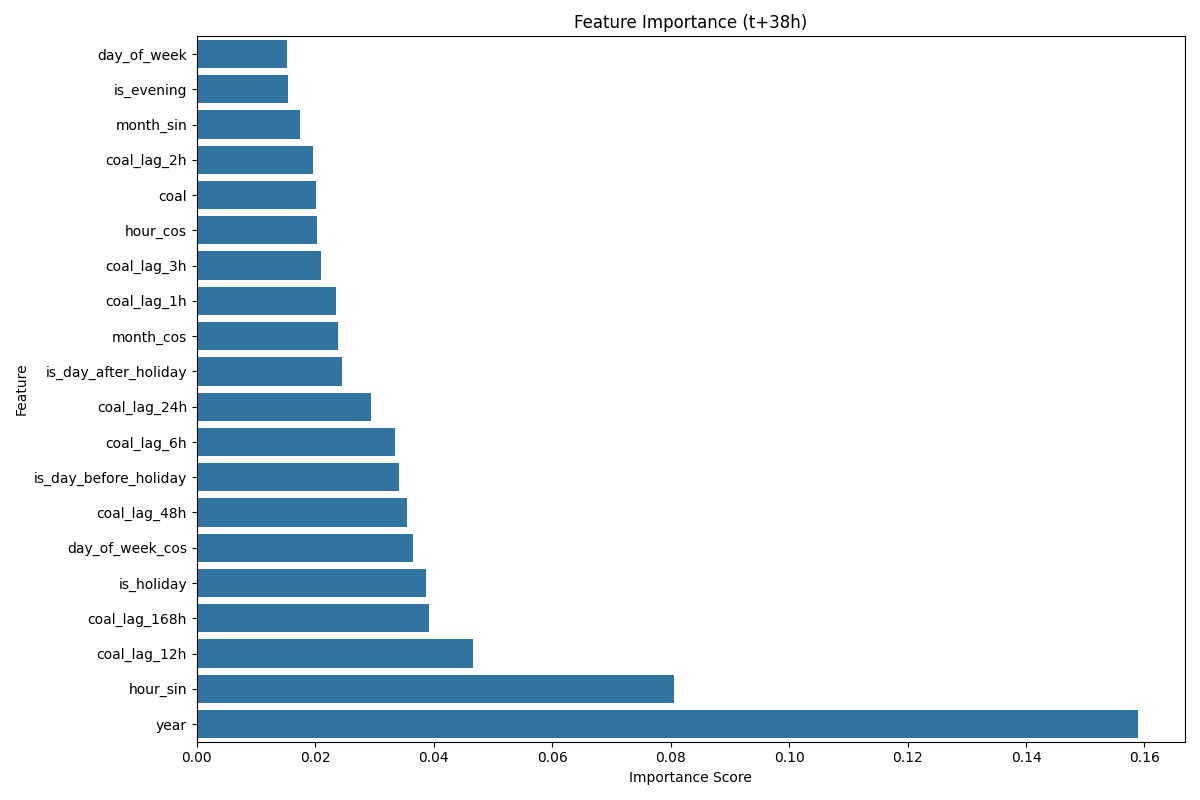 Feature Importance (t+38h)
Feature
day_of_week
is_evening
month_sin
coal_lag_2h
coal
hour_cos
coal_lag_3h
coal_lag_1h
month_cos
is_day_after_holiday
coal_lag_24h
coal_lag_6h
is_day_before_holiday
coal_lag_48h
day_of_week_cos
is_holiday
coal_lag_168h
coal_lag_12h
hour_sin
year
0.00 0.02 0.04 0.06 0.08 0.10 0.12 0.14 0.16
Importance Score